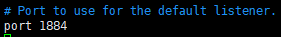 # Port to use for the default listener.
port 1884